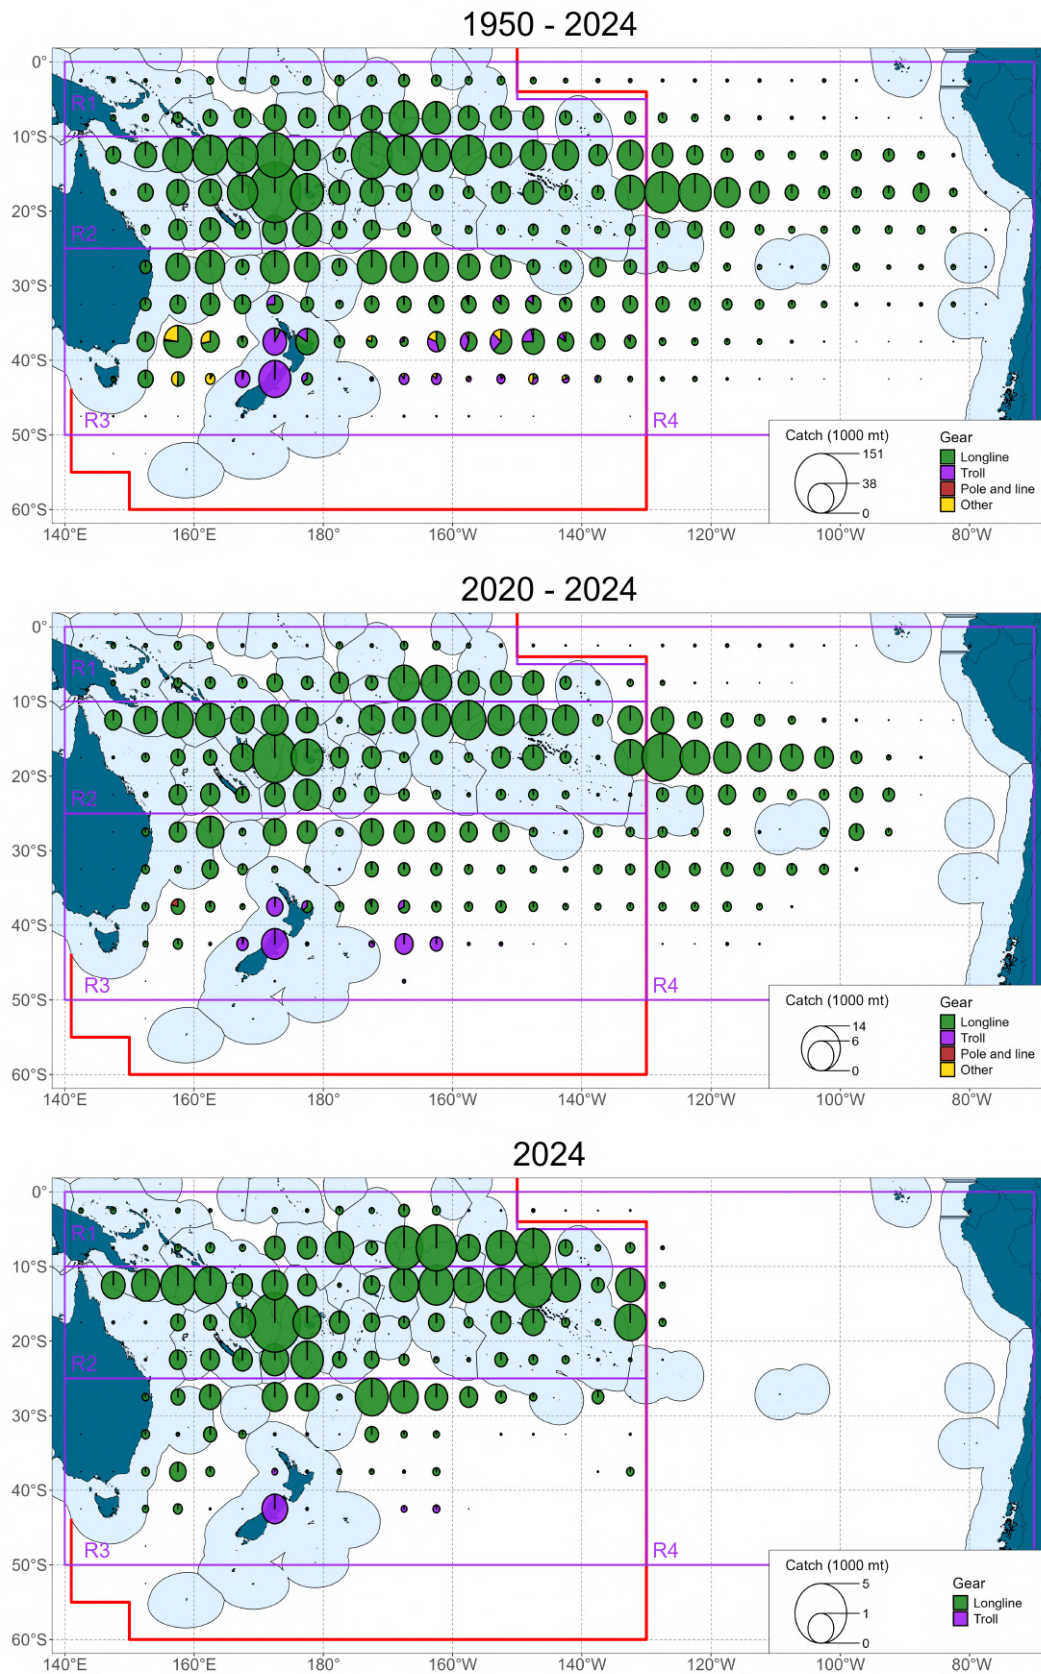 1950 - 2024
0°
10°S
20°S
30°S
40°S
50°S
60°S
R1
R2
R3
R4
Catch (1000 mt)
151
38
0
Gear
Longline
Troll
Pole and line
Other
140°E
160°E
180°
160°W
140°W
120°W
100°W
80°W
2020 - 2024
0°
10°S
20°S
30°S
40°S
50°S
60°S
R1
R2
R3
R4
Catch (1000 mt)
14
6
0
Gear
Longline
Troll
Pole and line
Other
140°E
160°E
180°
160°W
140°W
120°W
100°W
80°W
2024
0°
10°S
20°S
30°S
40°S
50°S
60°S
R1
R2
R3
R4
Catch (1000 mt)
5
1
0
Gear
Longline
Troll
140°E
160°E
180°
160°W
140°W
120°W
100°W
80°W